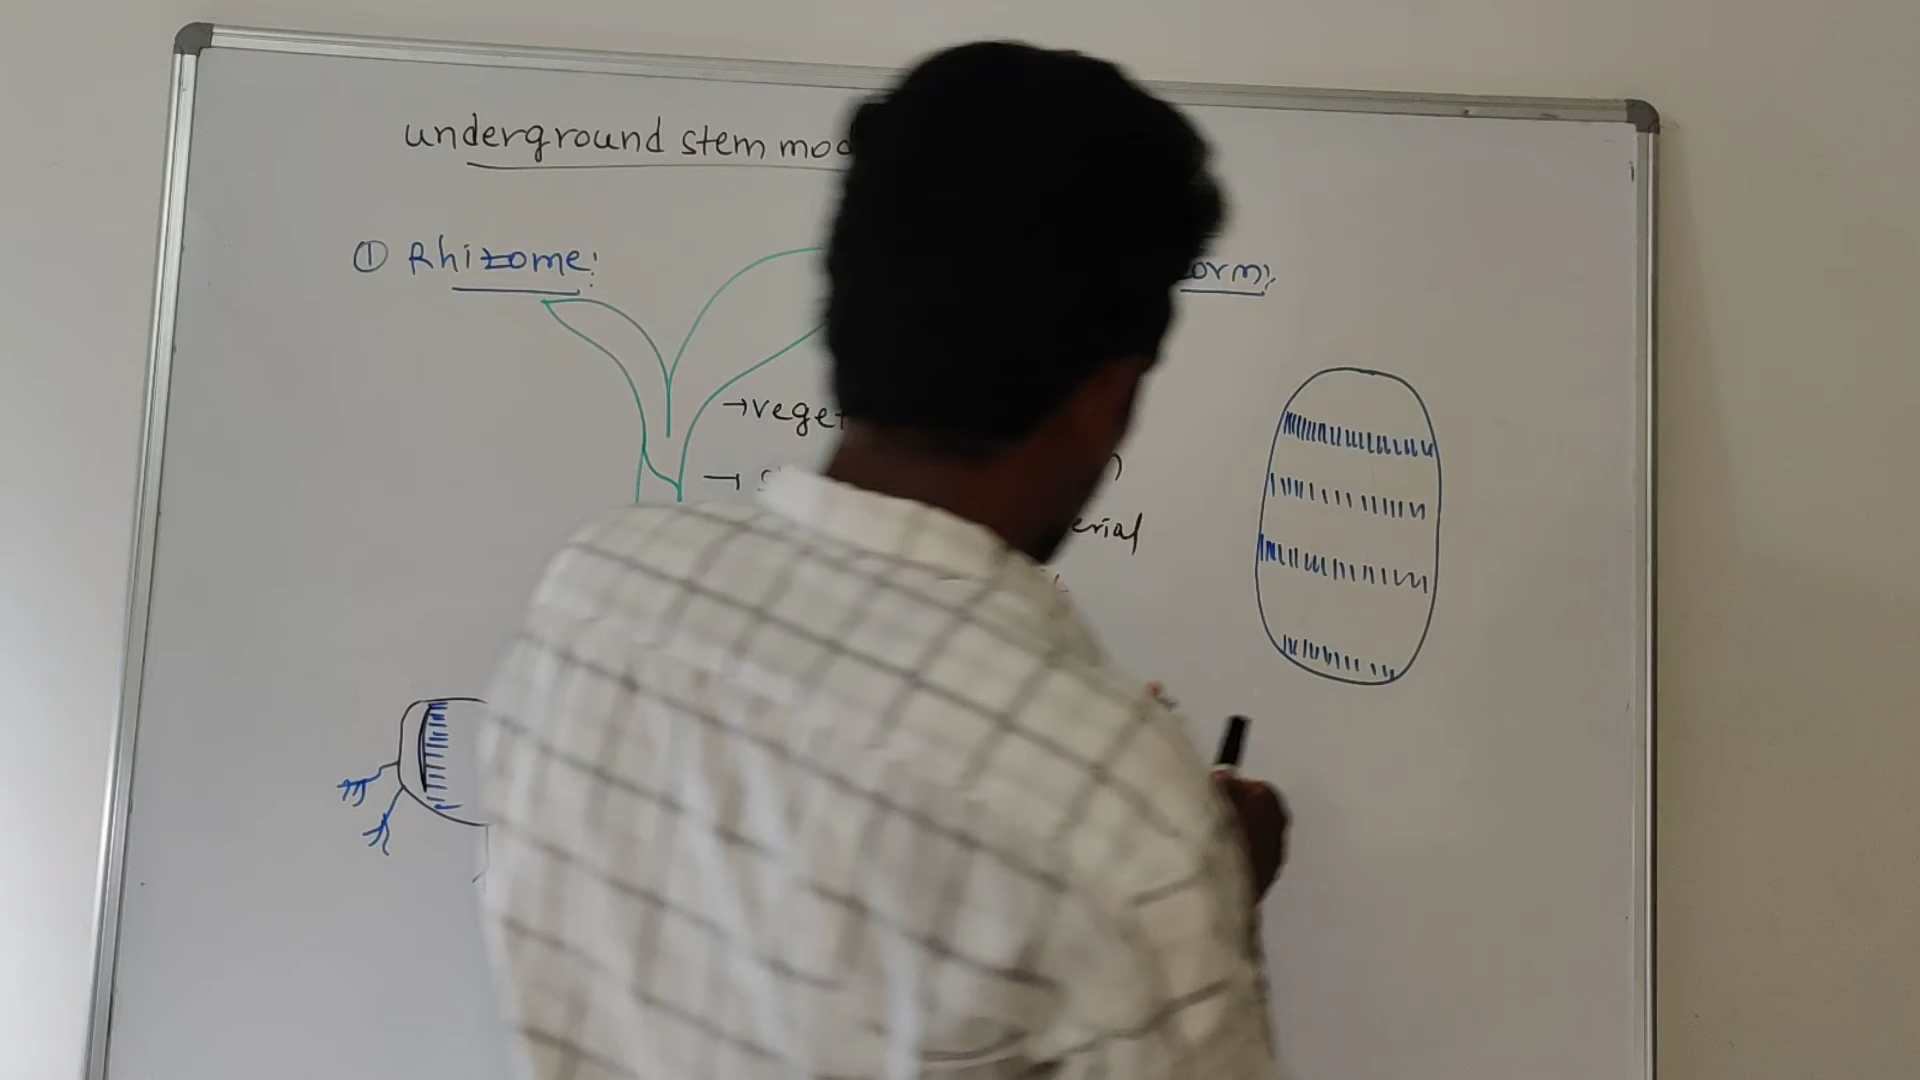 underground stem mod
① Rhizome:
orm:
→veget
→ s
erial